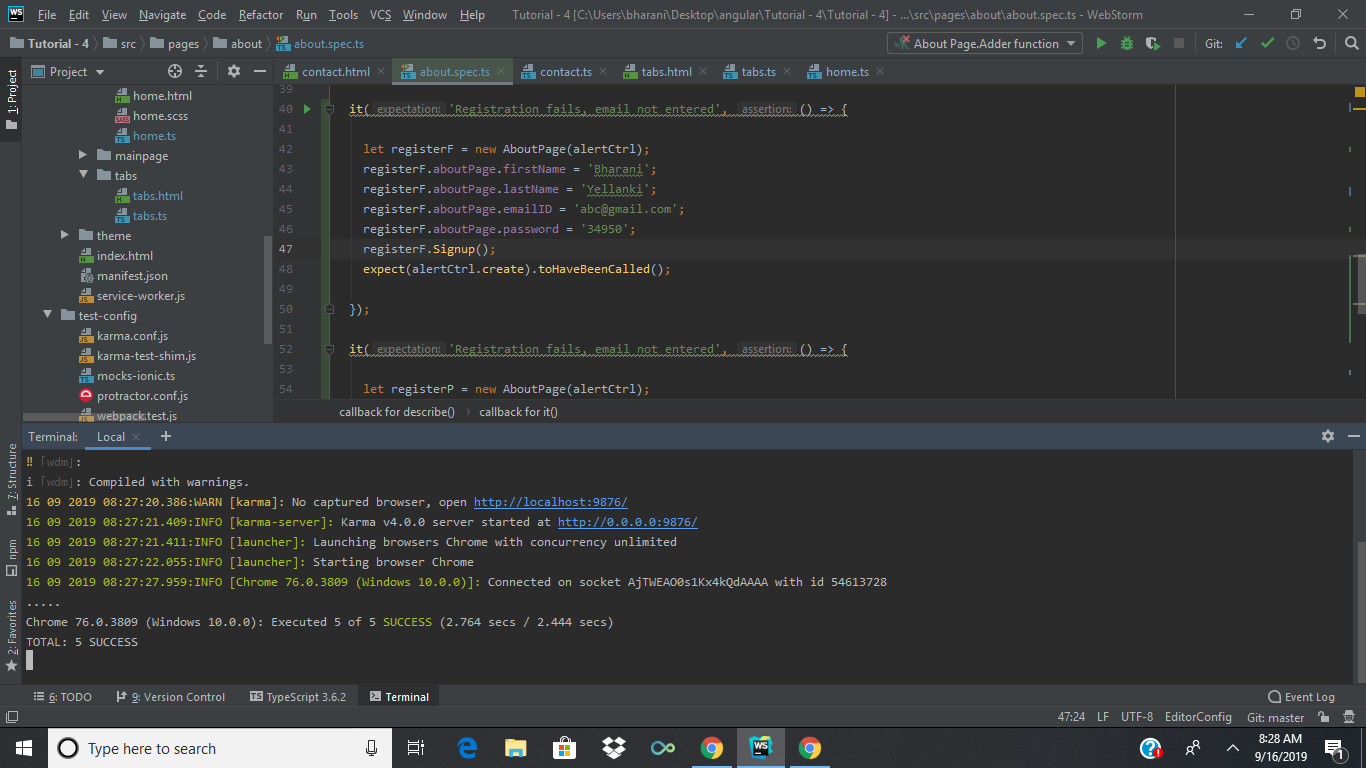 WS File Edit View Navigate Code Refactor Run Tools VCS Window Help Tutorial - 4 [C:\Users\bharani\Desktop\angular\Tutorial - 4\Tutorial - 4] - ...\src\pages\about\about.spec.ts - WebStorm
Tutorial - 4 src pages about about.spec.ts About Page.Adder function Git:
1: Project
Project
contact.html about.spec.ts contact.ts tabs.html tabs.ts home.ts
home.html
home.scss
home.ts
mainpage
tabs
tabs.html
tabs.ts
theme
index.html
manifest.json
service-worker.js
test-config
karma.conf.js
karma-test-shim.js
mocks-ionic.ts
protractor.conf.js
webpack.test.js
39
40 it( expectation: 'Registration fails, email not entered', assertion: () => {
41
42 let registerF = new AboutPage(alertCtrl);
43 registerF.aboutPage.firstName = 'Bharani';
44 registerF.aboutPage.lastName = 'Yellanki';
45 registerF.aboutPage.emailID = 'abc@gmail.com';
46 registerF.aboutPage.password = '34950';
47 registerF.Signup();
48 expect(alertCtrl.create).toHaveBeenCalled();
49
50 });
51
52 it( expectation: 'Registration fails, email not entered', assertion: () => {
53
54 let registerP = new AboutPage(alertCtrl);
callback for describe() callback for it()
Terminal: Local +
7: Structure
npm
2: Favorites
‼ ｢wdm｣:
i ｢wdm｣: Compiled with warnings.
16 09 2019 08:27:20.386:WARN [karma]: No captured browser, open http://localhost:9876/
16 09 2019 08:27:21.409:INFO [karma-server]: Karma v4.0.0 server started at http://0.0.0.0:9876/
16 09 2019 08:27:21.411:INFO [launcher]: Launching browsers Chrome with concurrency unlimited
16 09 2019 08:27:22.055:INFO [launcher]: Starting browser Chrome
16 09 2019 08:27:27.959:INFO [Chrome 76.0.3809 (Windows 10.0.0)]: Connected on socket AjTWEAO0s1Kx4kQdAAAA with id 54613728
.....
Chrome 76.0.3809 (Windows 10.0.0): Executed 5 of 5 SUCCESS (2.764 secs / 2.444 secs)
TOTAL: 5 SUCCESS
6: TODO 9: Version Control TypeScript 3.6.2 Terminal Event Log
47:24 LF UTF-8 EditorConfig Git: master
Type here to search
8:28 AM
9/16/2019
1